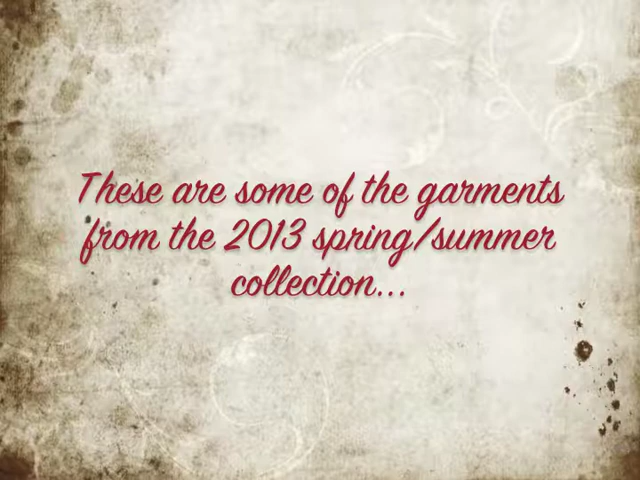 These are some of the garments
from the 2013 spring/summer
collection...